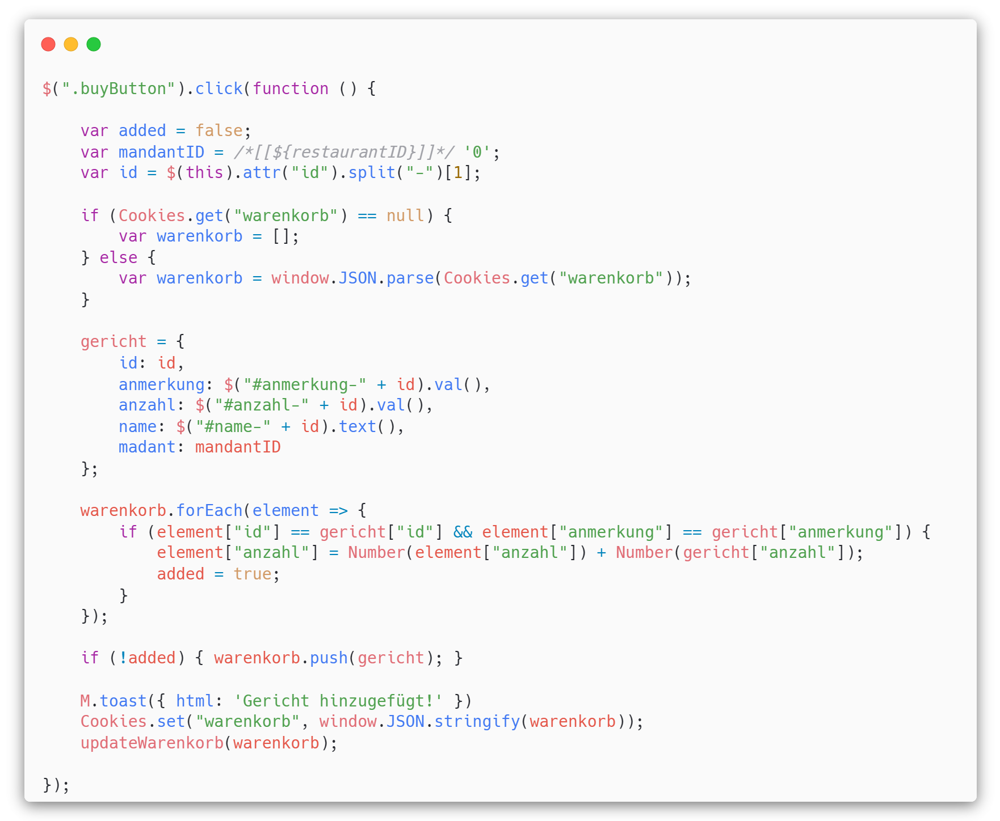 $(".buyButton").click(function () {
    var added = false;
    var mandantID = /*[[${restaurantID}]]*/ '0';
    var id = $(this).attr("id").split("-")[1];
    if (Cookies.get("warenkorb") == null) {
        var warenkorb = [];
    } else {
        var warenkorb = window.JSON.parse(Cookies.get("warenkorb"));
    }
    gericht = {
        id: id,
        anmerkung: $("#anmerkung-" + id).val(),
        anzahl: $("#anzahl-" + id).val(),
        name: $("#name-" + id).text(),
        madant: mandantID
    };
    warenkorb.forEach(element => {
        if (element["id"] == gericht["id"] && element["anmerkung"] == gericht["anmerkung"]) {
            element["anzahl"] = Number(element["anzahl"]) + Number(gericht["anzahl"]);
            added = true;
        }
    });
    if (!added) { warenkorb.push(gericht); }
    M.toast({ html: 'Gericht hinzugefügt!' })
    Cookies.set("warenkorb", window.JSON.stringify(warenkorb));
    updateWarenkorb(warenkorb);
});